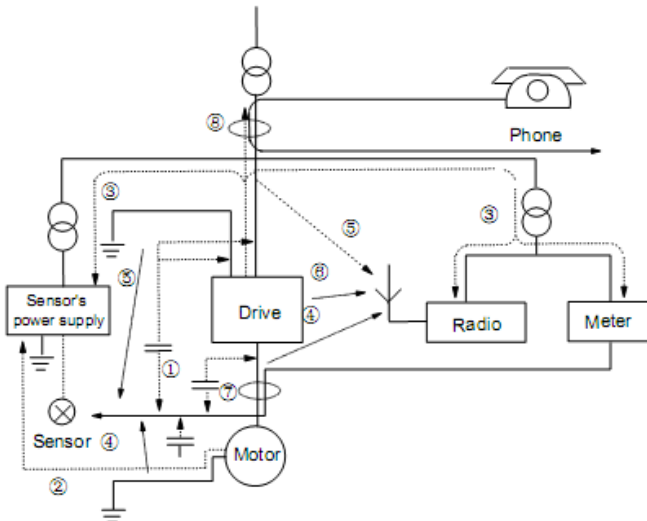 ⑧
Phone
③
③
⑤
⑤
⑥
Sensor's
power supply
Drive
④
Radio
Meter
①
⑦
Sensor
④
②
Motor